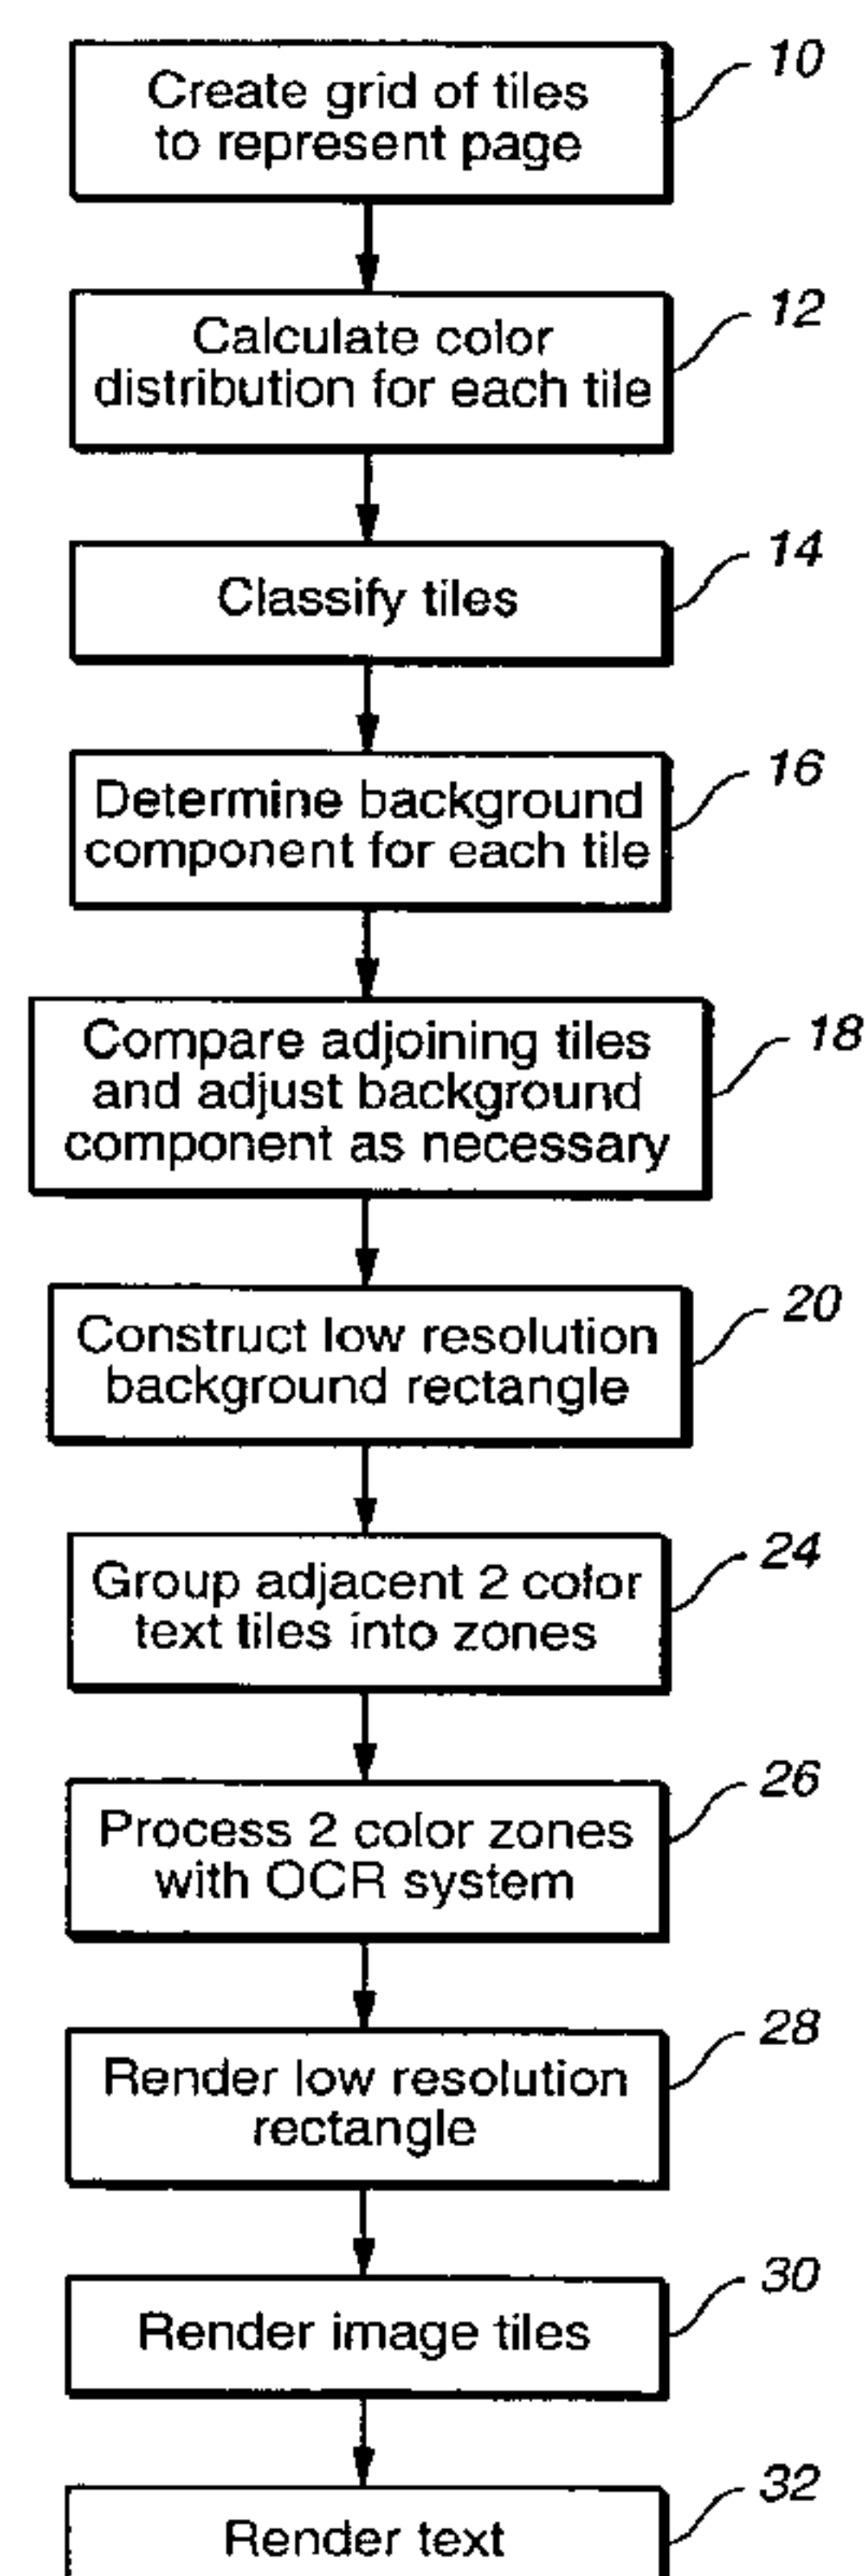 10
Create grid of tiles
to represent page
12
Calculate color
distribution for each tile
14
Classify tiles
16
Determine background
component for each tile
18
Compare adjoining tiles
and adjust background
component as necessary
20
Construct low resolution
background rectangle
24
Group adjacent 2 color
text tiles into zones
26
Process 2 color zones
with OCR system
28
Render low resolution
rectangle
30
Render image tiles
32
Render text